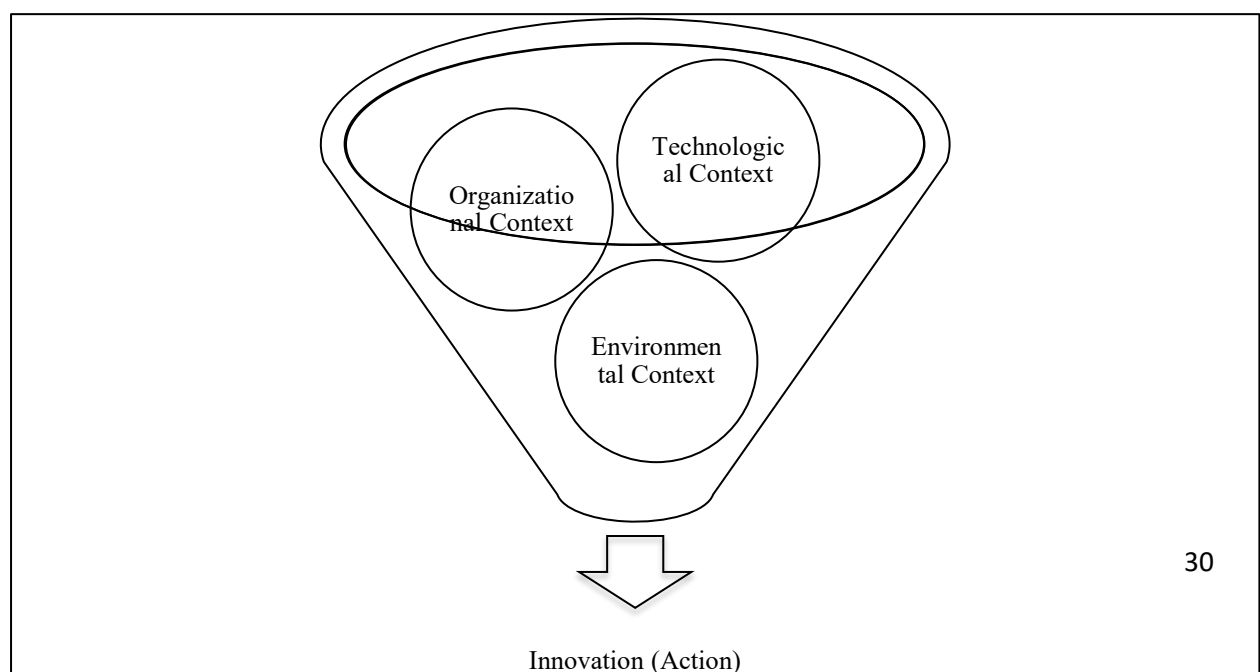 Technologic
al Context
Organizatio
nal Context
Environmen
tal Context
30
Innovation (Action)